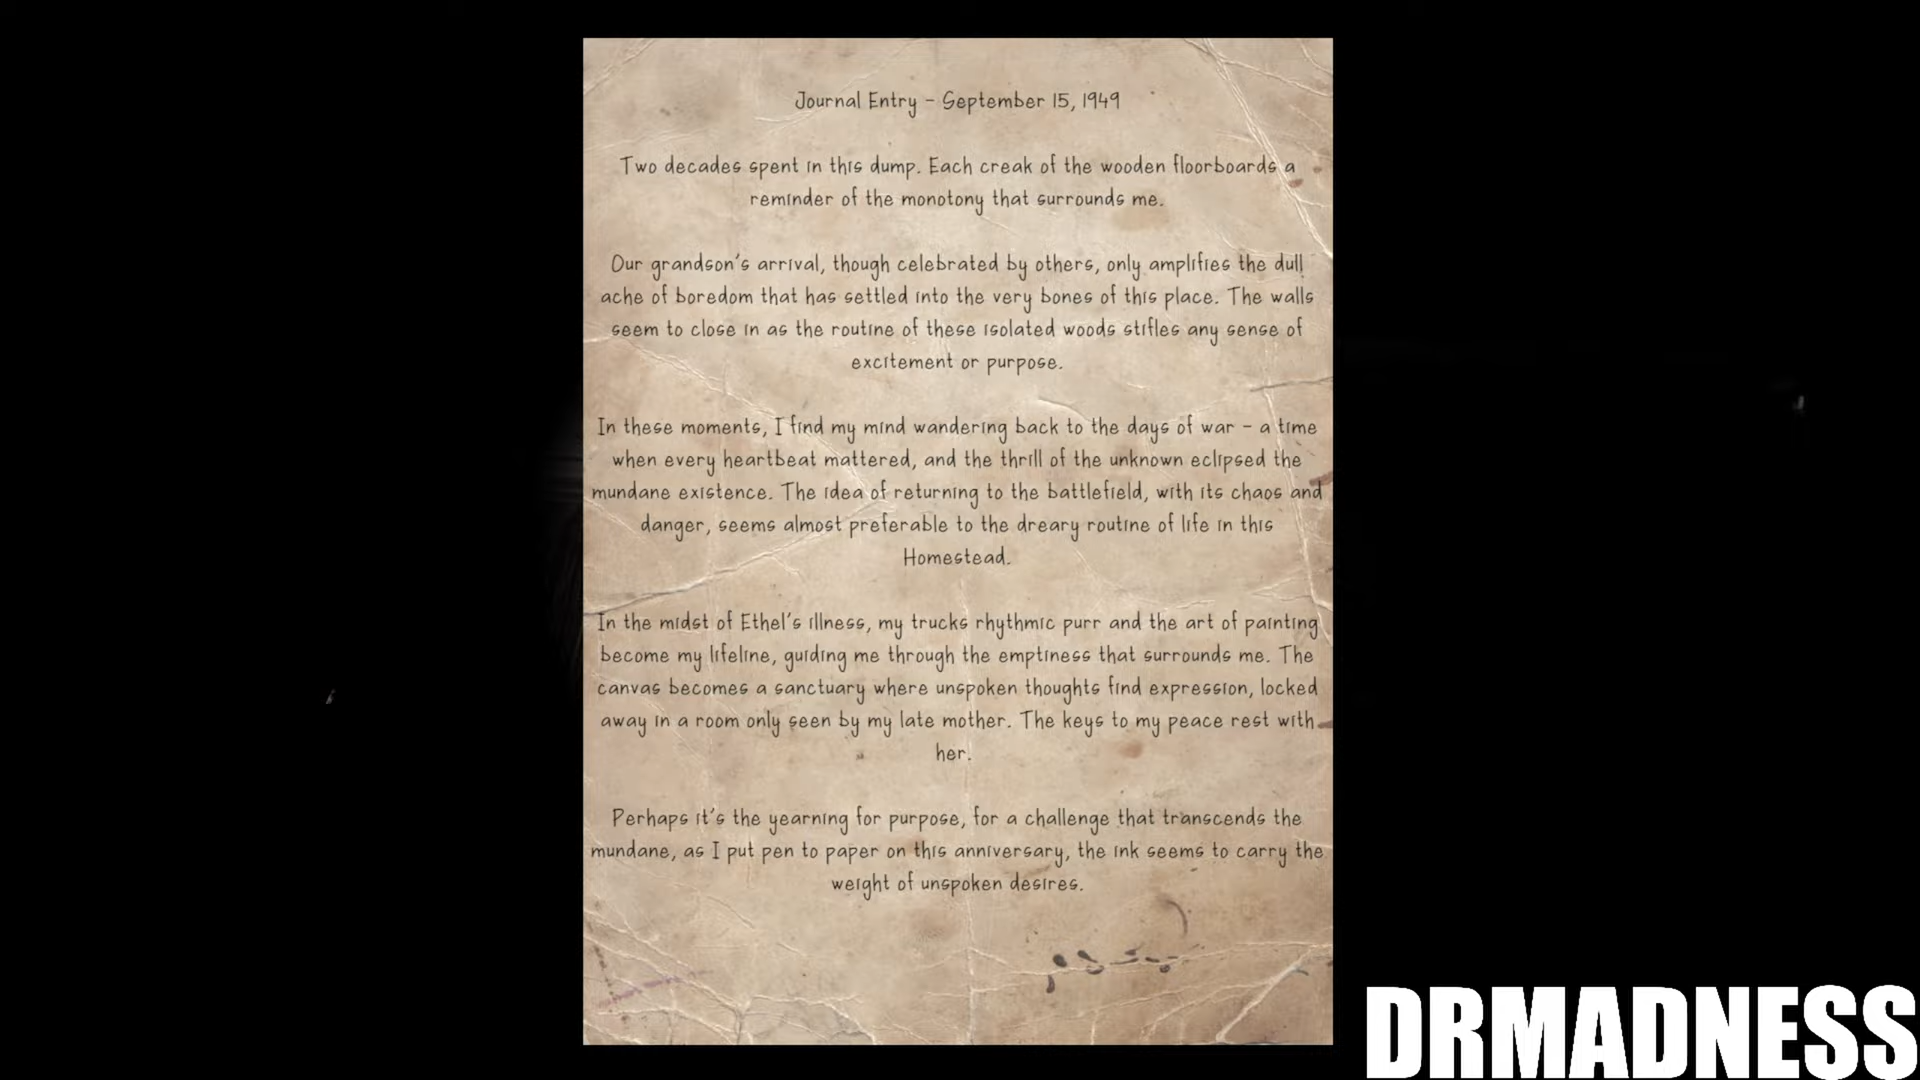 Journal Entry - September 15, 1949
Two decades spent in this dump. Each creak of the wooden floorboards a
reminder of the monotony that surrounds me.
Our grandson's arrival, though celebrated by others, only amplifies the dull
ache of boredom that has settled into the very bones of this place. The walls
seem to close in as the routine of these isolated woods stifles any sense of
excitement or purpose.
In these moments, I find my mind wandering back to the days of war - a time
when every heartbeat mattered, and the thrill of the unknown eclipsed the
mundane existence. The idea of returning to the battlefield, with its chaos and
danger, seems almost preferable to the dreary routine of life in this
Homestead.
In the midst of Ethel's illness, my trucks rhythmic purr and the art of painting
become my lifeline, guiding me through the emptiness that surrounds me. The
canvas becomes a sanctuary where unspoken thoughts find expression, locked
away in a room only seen by my late mother. The keys to my peace rest with
her.
Perhaps it's the yearning for purpose, for a challenge that transcends the
mundane, as I put pen to paper on this anniversary, the ink seems to carry the
weight of unspoken desires.
DRMADNESS